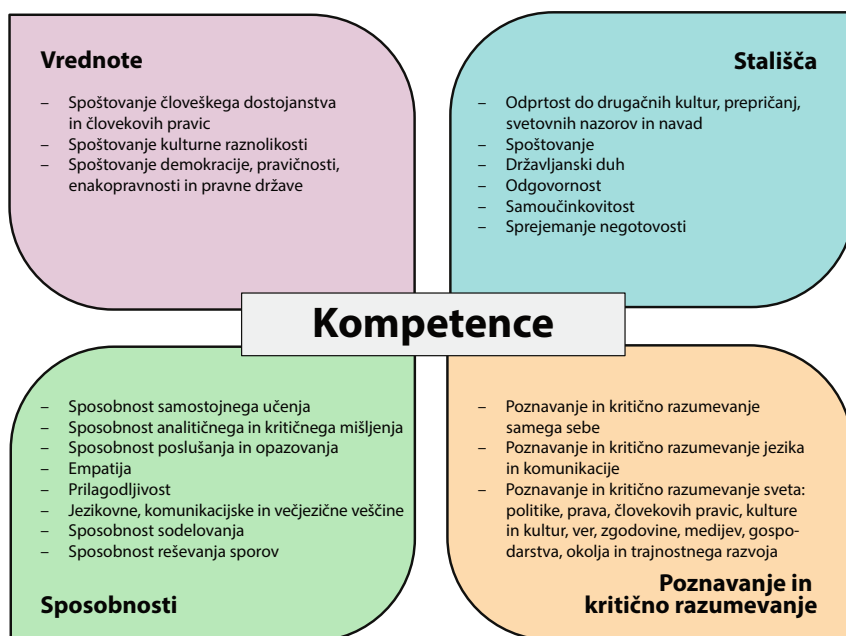 Vrednote
– Spoštovanje človeškega dostojanstva
in človekovih pravic
– Spoštovanje kulturne raznolikosti
– Spoštovanje demokracije, pravičnosti,
enakopravnosti in pravne države
Stališča
– Odprtost do drugačnih kultur, prepričanj,
svetovnih nazorov in navad
– Spoštovanje
– Državljanski duh
– Odgovornost
– Samoučinkovitost
– Sprejemanje negotovosti
Kompetence
– Sposobnost samostojnega učenja
– Sposobnost analitičnega in kritičnega mišljenja
– Sposobnost poslušanja in opazovanja
– Empatija
– Prilagodljivost
– Jezikovne, komunikacijske in večjezične veščine
– Sposobnost sodelovanja
– Sposobnost reševanja sporov
Sposobnosti
– Poznavanje in kritično razumevanje
samega sebe
– Poznavanje in kritično razumevanje jezika
in komunikacije
– Poznavanje in kritično razumevanje sveta:
politike, prava, človekovih pravic, kulture
in kultur, ver, zgodovine, medijev, gospo-
darstva, okolja in trajnostnega razvoja
Poznavanje in
kritično razumevanje